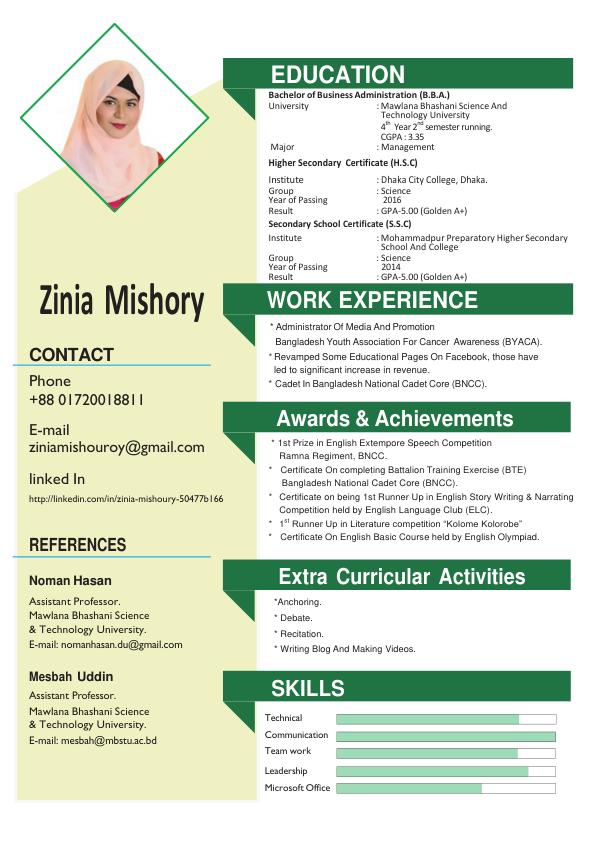 Zinia Mishory
CONTACT
Phone
+88 01720018811
E-mail
ziniamishouroy@gmail.com
linked In
http://linkedin.com/in/zinia-mishoury-50477b166
REFERENCES
Noman Hasan
Assistant Professor.
Mawlana Bhashani Science
& Technology University.
E-mail: nomanhasan.du@gmail.com
Mesbah Uddin
Assistant Professor.
Mawlana Bhashani Science
& Technology University.
E-mail: mesbah@mbstu.ac.bd
EDUCATION
Bachelor of Business Administration (B.B.A.)
University : Mawlana Bhashani Science And
Technology University
4th Year 2nd semester running.
CGPA : 3.35
Major : Management
Higher Secondary Certificate (H.S.C)
Institute : Dhaka City College, Dhaka.
Group : Science
Year of Passing 2016
Result : GPA-5.00 (Golden A+)
Secondary School Certificate (S.S.C)
Institute : Mohammadpur Preparatory Higher Secondary
School And College
Group : Science
Year of Passing 2014
Result : GPA-5.00 (Golden A+)
WORK EXPERIENCE
* Administrator Of Media And Promotion
Bangladesh Youth Association For Cancer Awareness (BYACA).
* Revamped Some Educational Pages On Facebook, those have
led to significant increase in revenue.
* Cadet In Bangladesh National Cadet Core (BNCC).
Awards & Achievements
* 1st Prize in English Extempore Speech Competition
Ramna Regiment, BNCC.
* Certificate On completing Battalion Training Exercise (BTE)
Bangladesh National Cadet Core (BNCC).
* Certificate on being 1st Runner Up in English Story Writing & Narrating
Competition held by English Language Club (ELC).
* 1st Runner Up in Literature competition “Kolome Kolorobe”
* Certificate On English Basic Course held by English Olympiad.
Extra Curricular Activities
*Anchoring.
* Debate.
* Recitation.
* Writing Blog And Making Videos.
SKILLS
Technical
Communication
Team work
Leadership
Microsoft Office